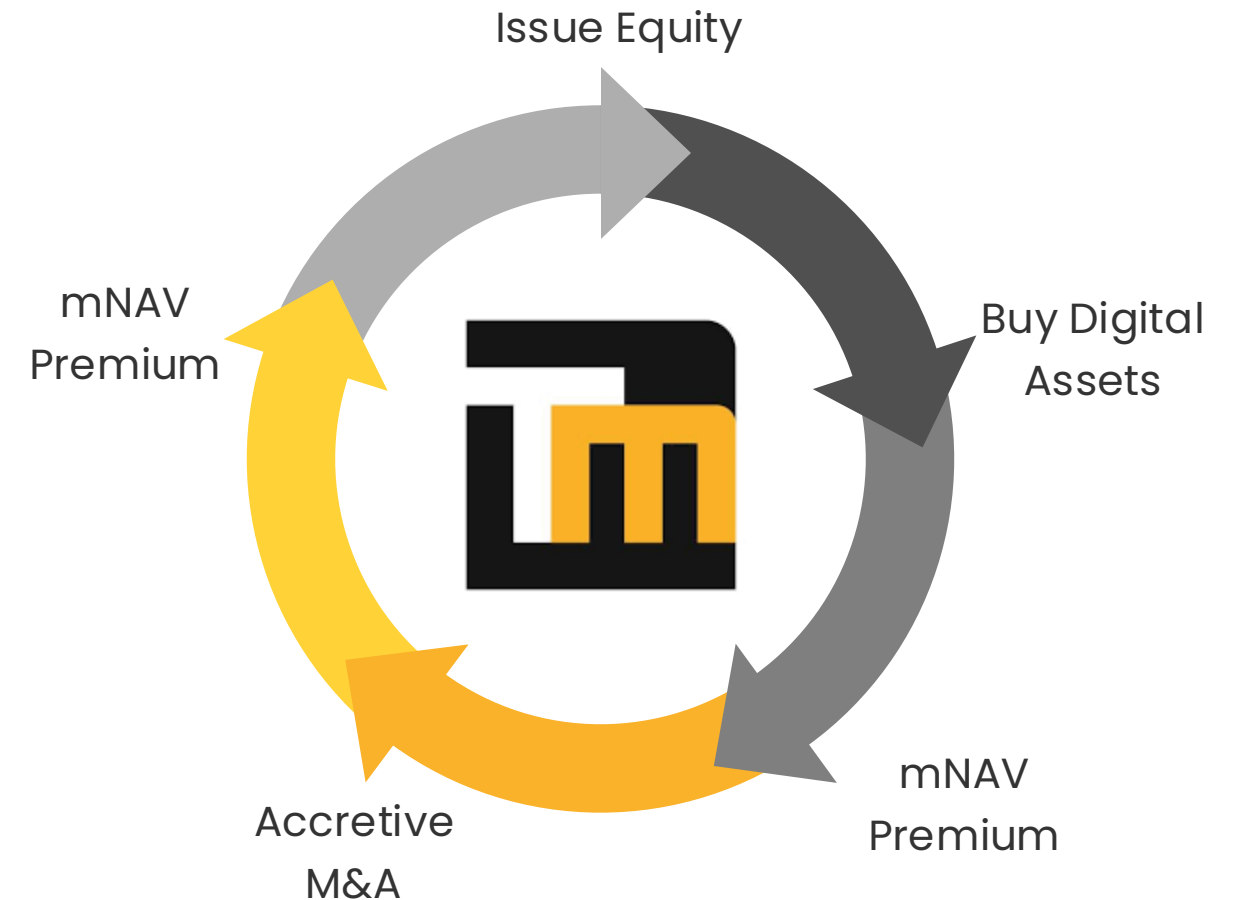 Issue Equity
Buy Digital
Assets
mNAV
Premium
Accretive
M&A
mNAV
Premium